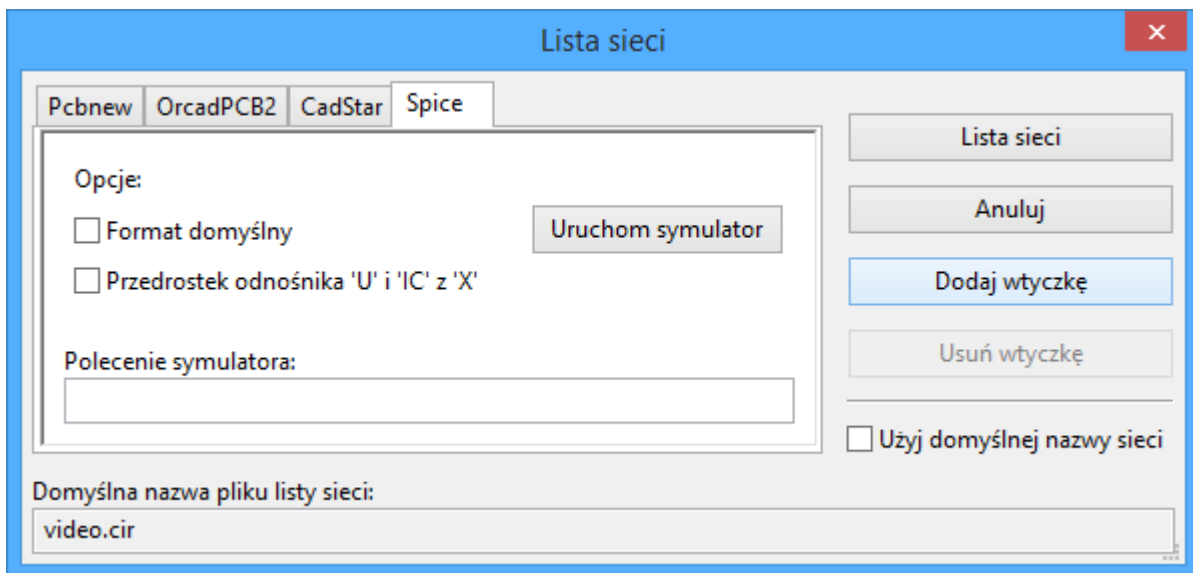 Lista sieci
Pcbnew OrcadPCB2 CadStar Spice
Opcje:
Format domyślny
Przedrostek odnośnika 'U' i 'IC' z 'X'
Uruchom symulator
Polecenie symulatora:
Lista sieci
Anuluj
Dodaj wtyczkę
Usuń wtyczkę
Użyj domyślnej nazwy sieci
Domyślna nazwa pliku listy sieci:
video.cir